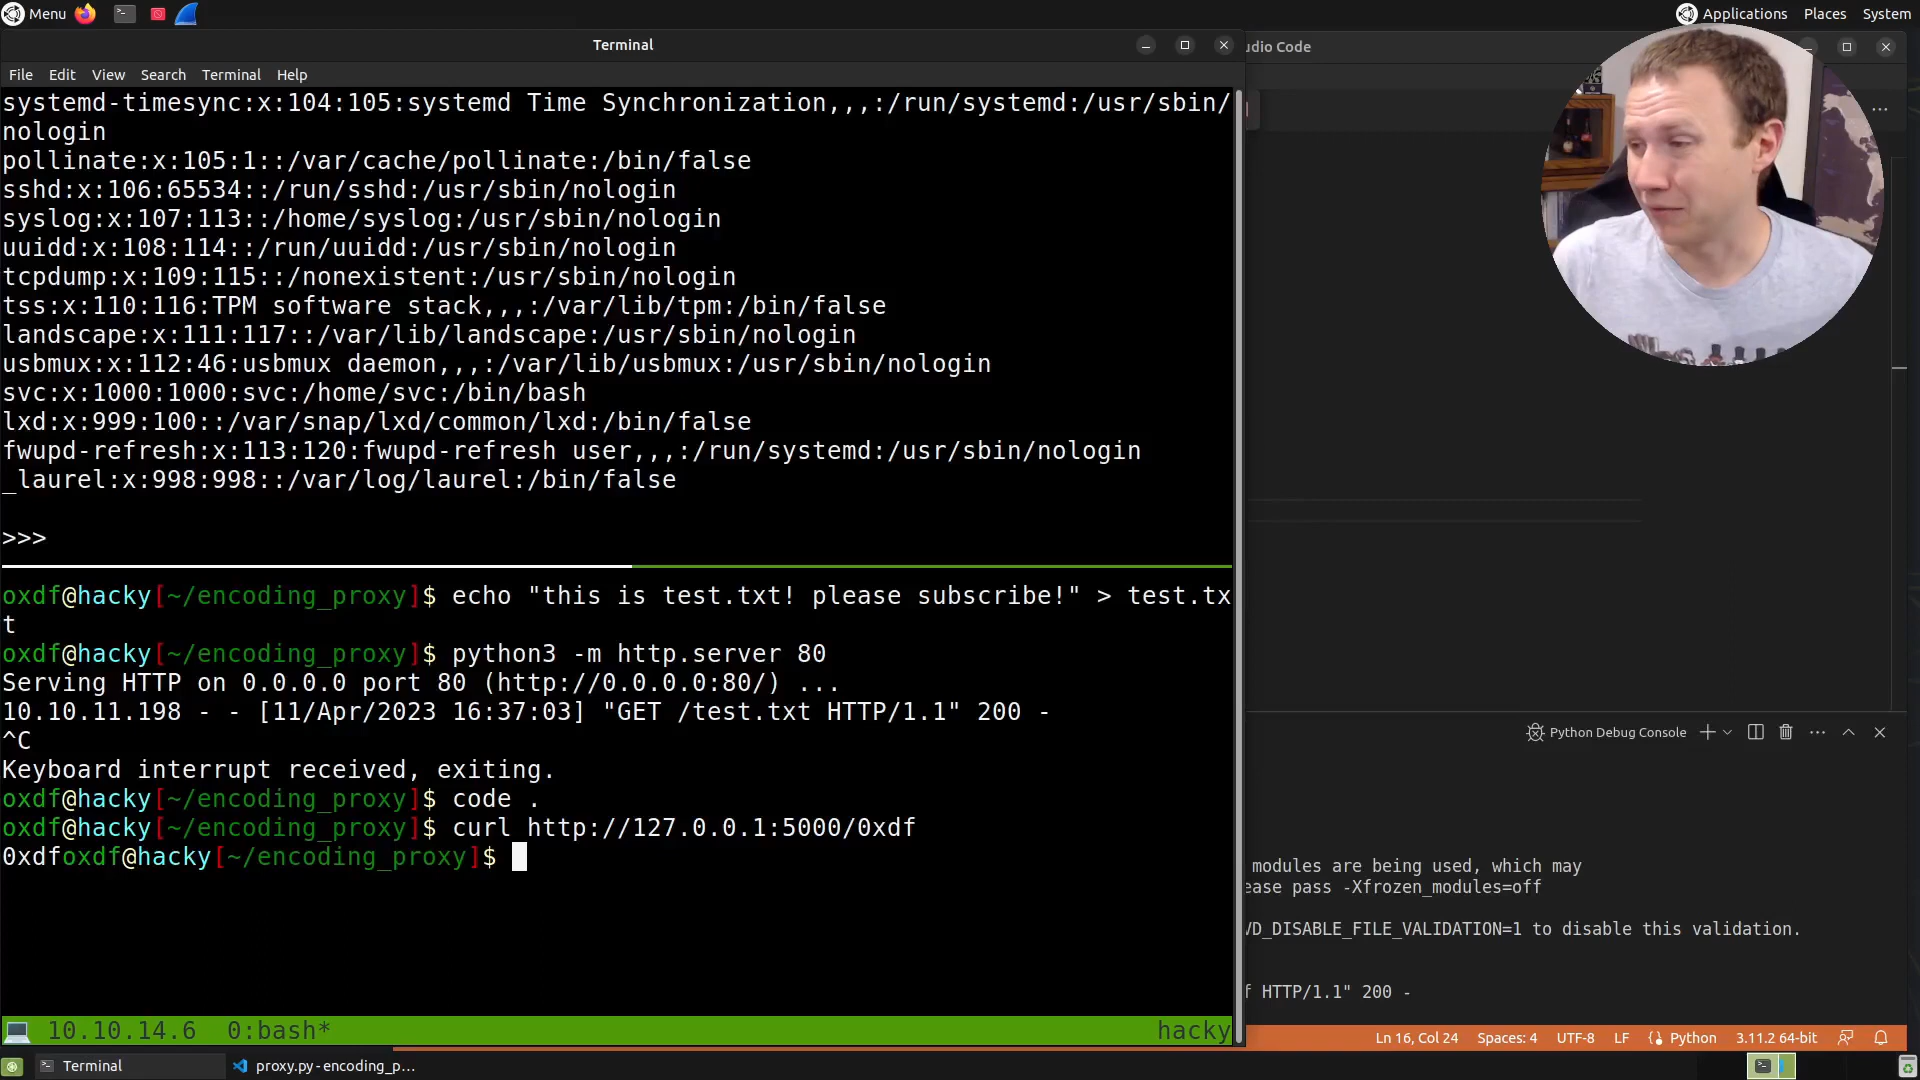 Menu
Applications Places System
Terminal
udio Code
File Edit View Search Terminal Help
systemd-timesync:x:104:105:systemd Time Synchronization,,,:/run/systemd:/usr/sbin/
nologin
pollinate:x:105:1::/var/cache/pollinate:/bin/false
sshd:x:106:65534::/run/sshd:/usr/sbin/nologin
syslog:x:107:113::/home/syslog:/usr/sbin/nologin
uuidd:x:108:114::/run/uuidd:/usr/sbin/nologin
tcpdump:x:109:115::/nonexistent:/usr/sbin/nologin
tss:x:110:116:TPM software stack,,,:/var/lib/tpm:/bin/false
landscape:x:111:117::/var/lib/landscape:/usr/sbin/nologin
usbmux:x:112:46:usbmux daemon,,,:/var/lib/usbmux:/usr/sbin/nologin
svc:x:1000:1000:svc:/home/svc:/bin/bash
lxd:x:999:100::/var/snap/lxd/common/lxd:/bin/false
fwupd-refresh:x:113:120:fwupd-refresh user,,,:/run/systemd:/usr/sbin/nologin
_laurel:x:998:998::/var/log/laurel:/bin/false
>>>
oxdf@hacky[~/encoding_proxy]$ echo "this is test.txt! please subscribe!" > test.tx
t
oxdf@hacky[~/encoding_proxy]$ python3 -m http.server 80
Serving HTTP on 0.0.0.0 port 80 (http://0.0.0.0:80/) ...
10.10.11.198 - - [11/Apr/2023 16:37:03] "GET /test.txt HTTP/1.1" 200 -
^C
Keyboard interrupt received, exiting.
oxdf@hacky[~/encoding_proxy]$ code .
oxdf@hacky[~/encoding_proxy]$ curl http://127.0.0.1:5000/0xdf
0xdfoxdf@hacky[~/encoding_proxy]$
10.10.14.6 0:bash* hacky
Python Debug Console
modules are being used, which may
ease pass -Xfrozen_modules=off
VD_DISABLE_FILE_VALIDATION=1 to disable this validation.
f HTTP/1.1" 200 -
Ln 16, Col 24 Spaces: 4 UTF-8 LF Python 3.11.2 64-bit
Terminal proxy.py - encoding_p...